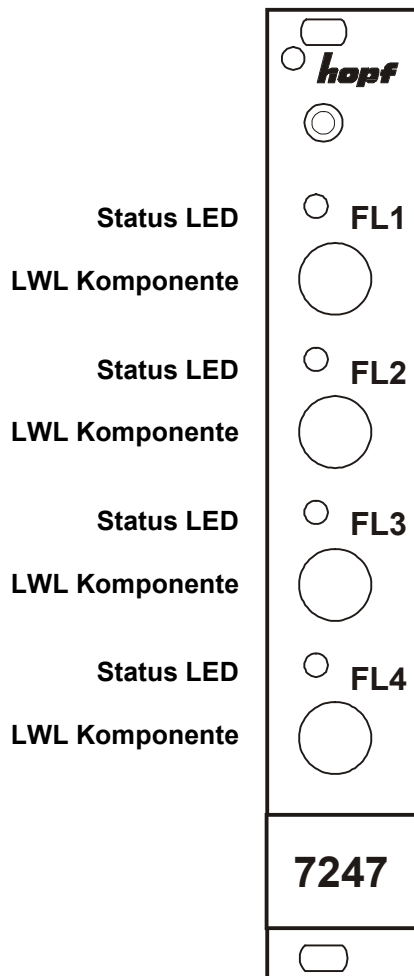 hopf
Status LED FL1
LWL Komponente
Status LED FL2
LWL Komponente
Status LED FL3
LWL Komponente
Status LED FL4
LWL Komponente
7247